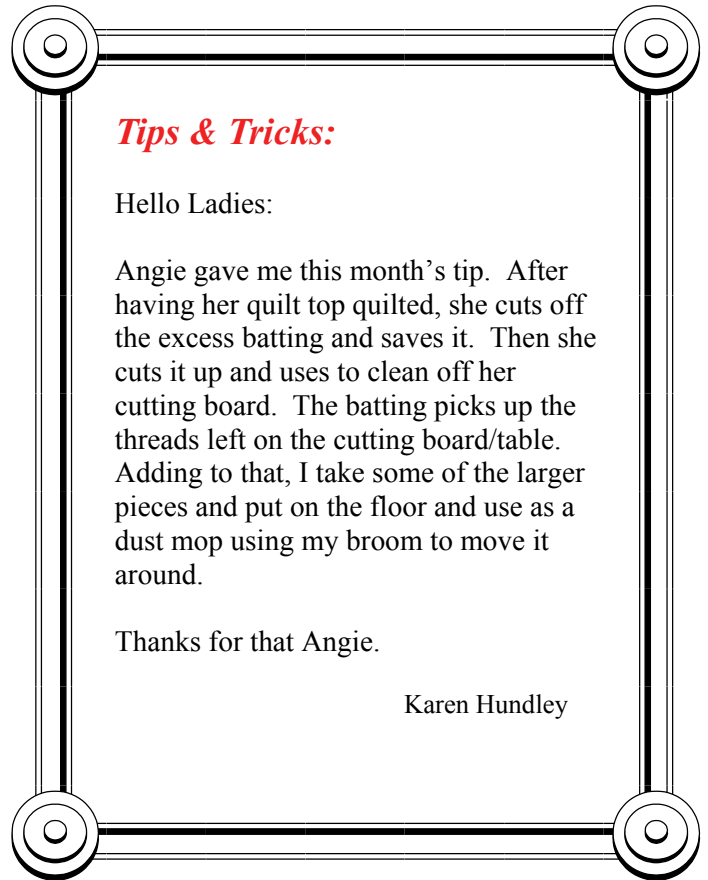 Tips & Tricks:
Hello Ladies:
Angie gave me this month’s tip.  After
having her quilt top quilted, she cuts off
the excess batting and saves it.  Then she
cuts it up and uses to clean off her
cutting board.  The batting picks up the
threads left on the cutting board/table.
Adding to that, I take some of the larger
pieces and put on the floor and use as a
dust mop using my broom to move it
around.
Thanks for that Angie.
Karen Hundley